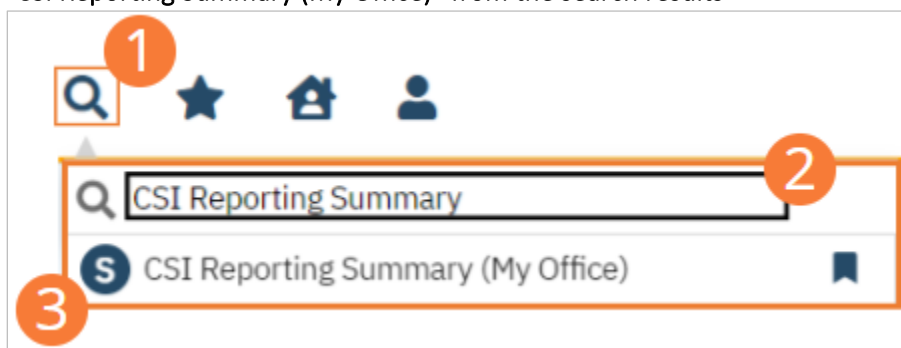 CSI Reporting Summary (My Office)" from the search results
1
2
CSI Reporting Summary
S CSI Reporting Summary (My Office)
3